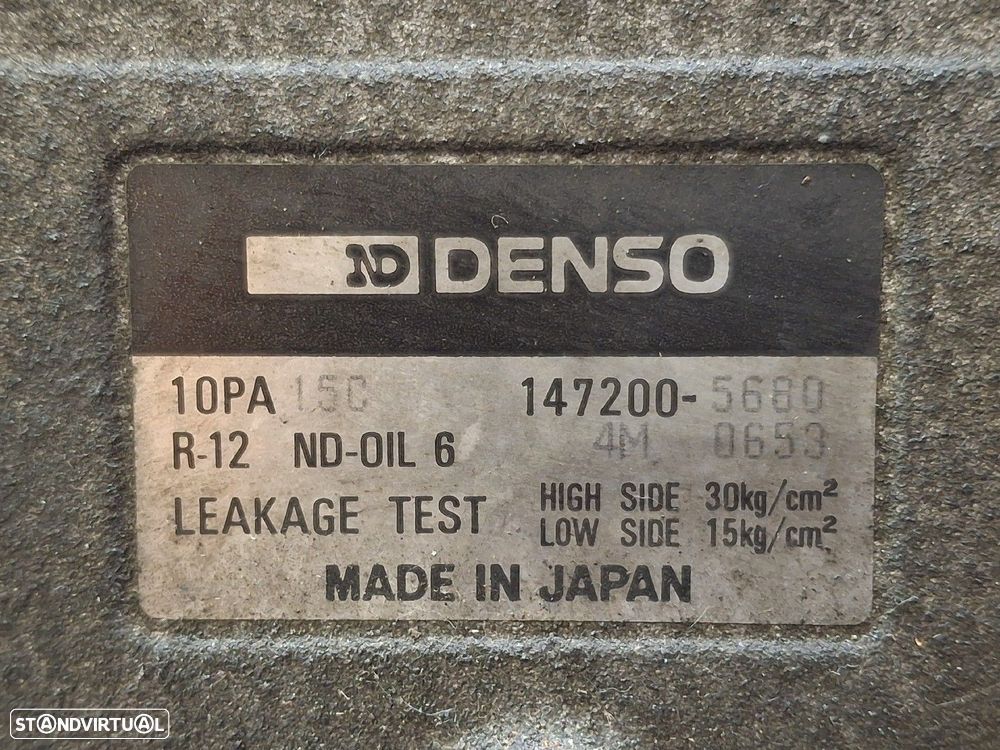 ND DENSO
10PA 15C 147200-5680
R-12 ND-OIL 6 4M 0653
LEAKAGE TEST HIGH SIDE 30kg/cm²
LOW SIDE 15kg/cm²
MADE IN JAPAN
STANDVIRTUAL